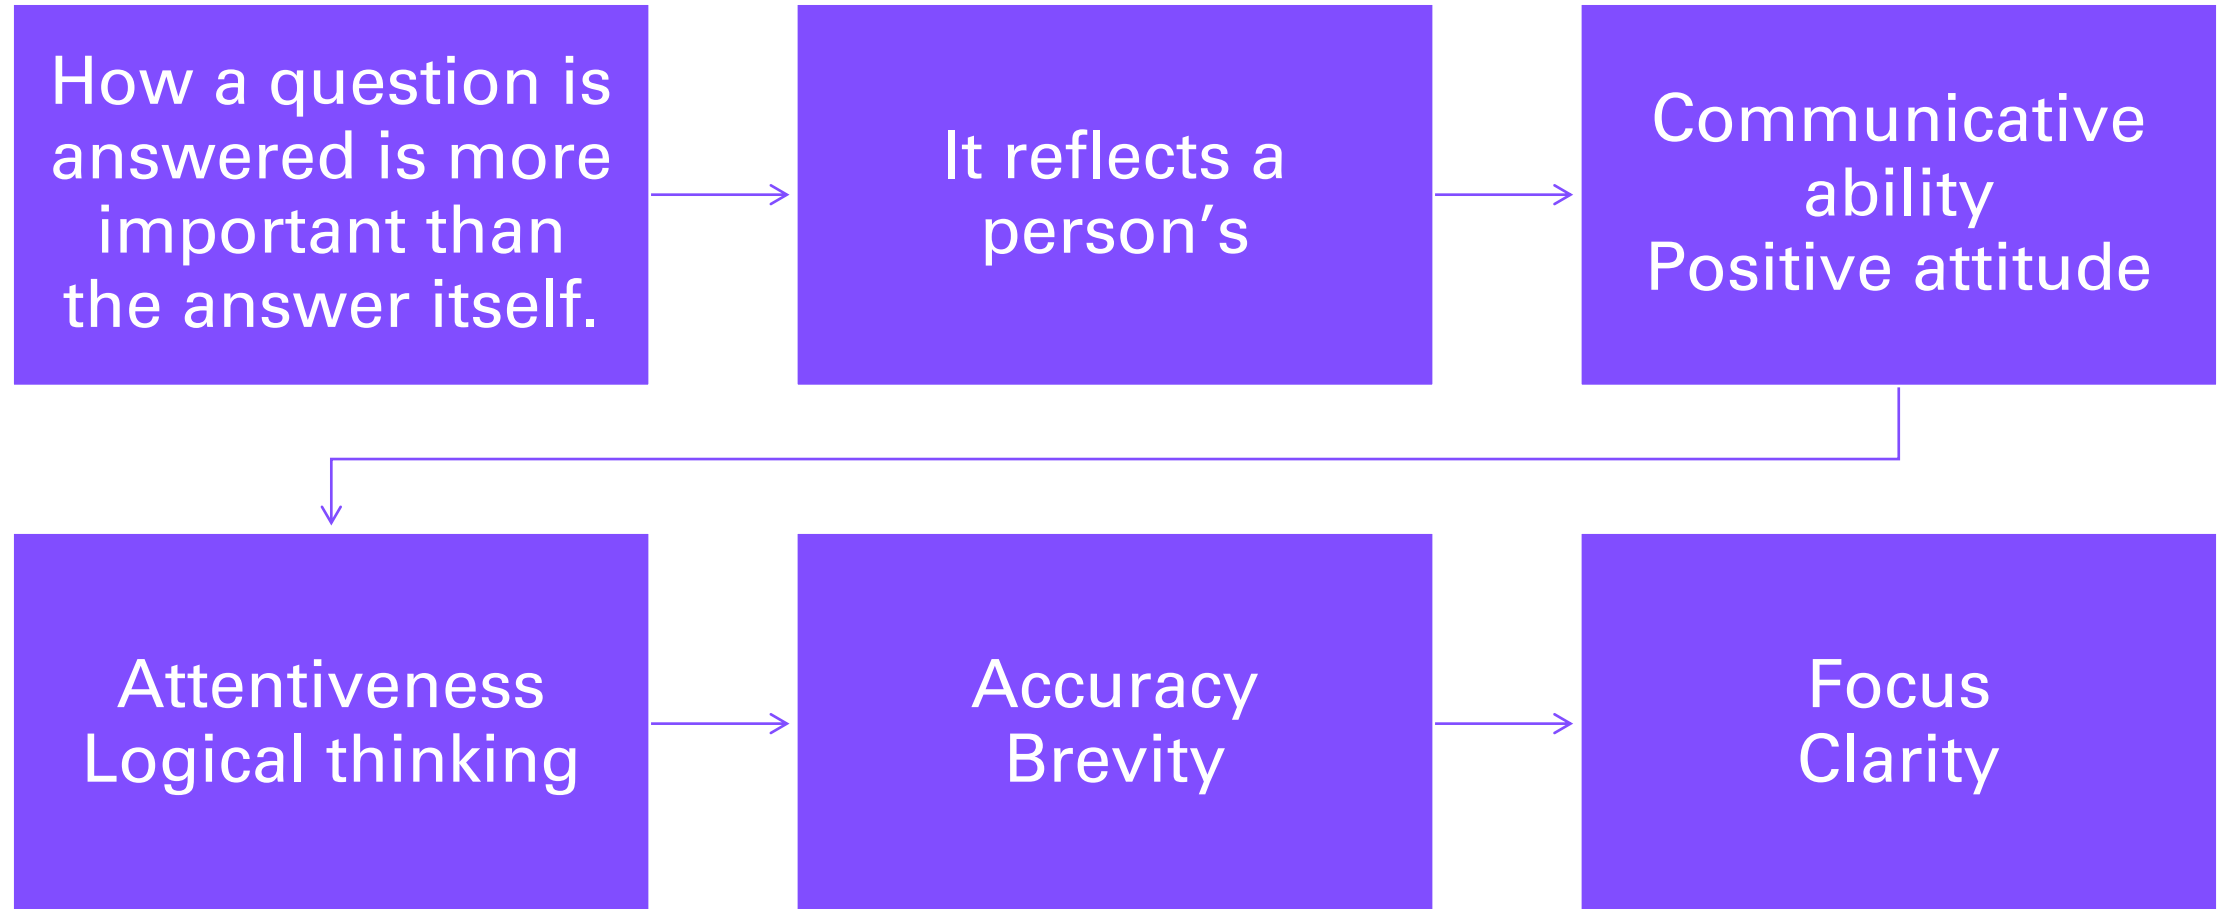 How a question is
answered is more
important than
the answer itself.
It reflects a
person’s
Communicative
ability
Positive attitude
Attentiveness
Logical thinking
Accuracy
Brevity
Focus
Clarity